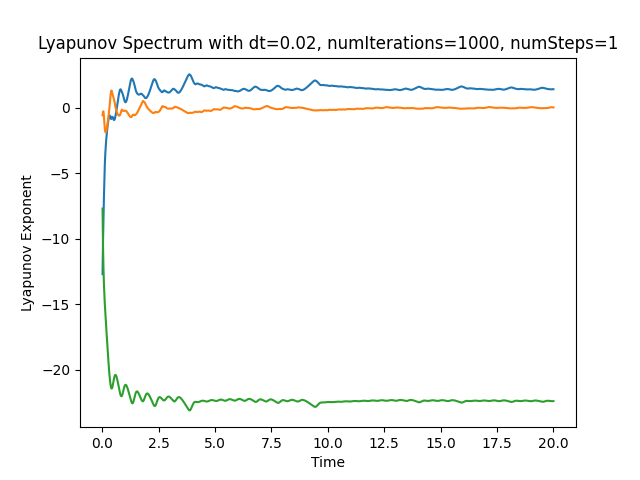 Lyapunov Spectrum with dt=0.02, numIterations=1000, numSteps=1
Lyapunov Exponent
0
−5
−10
−15
−20
0.0 2.5 5.0 7.5 10.0 12.5 15.0 17.5 20.0
Time